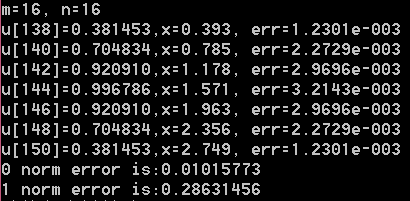 m=16, n=16
u[138]=0.381453,x=0.393, err=1.2301e-003
u[140]=0.704834,x=0.785, err=2.2729e-003
u[142]=0.920910,x=1.178, err=2.9696e-003
u[144]=0.996786,x=1.571, err=3.2143e-003
u[146]=0.920910,x=1.963, err=2.9696e-003
u[148]=0.704834,x=2.356, err=2.2729e-003
u[150]=0.381453,x=2.749, err=1.2301e-003
0 norm error is:0.01015773
1 norm error is:0.28631456